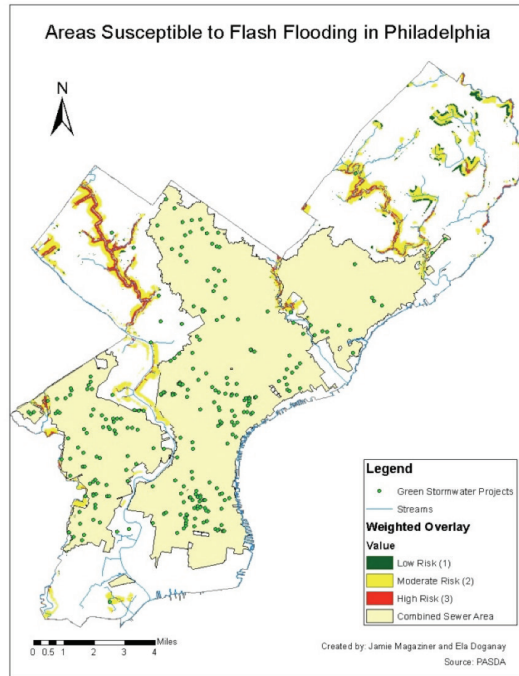 Areas Susceptible to Flash Flooding in Philadelphia
N
Legend
Green Stormwater Projects
Streams
Weighted Overlay
Value
Low Risk (1)
Moderate Risk (2)
High Risk (3)
Combined Sewer Area
Miles
0 0.5 1 2 3 4
Created by: Jamie Magaziner and Ela Doganay
Source: PASDA